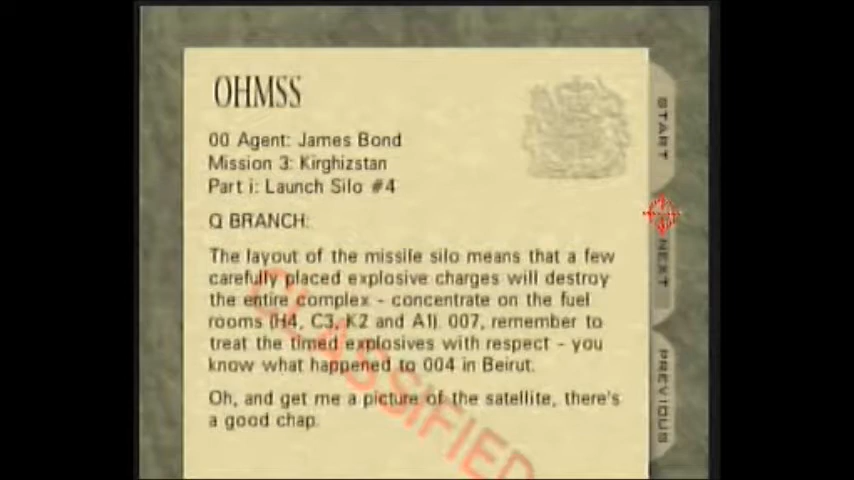 OHMSS
00 Agent: James Bond
Mission 3: Kirghizstan
Part i: Launch Silo #4
Q BRANCH:
The layout of the missile silo means that a few
carefully placed explosive charges will destroy
the entire complex - concentrate on the fuel
rooms (H4, C3, K2 and A1). 007, remember to
treat the timed explosives with respect - you
know what happened to 004 in Beirut.
Oh, and get me a picture of the satellite, there's
a good chap.
CLASSIFIED
START
NEXT
PREVIOUS